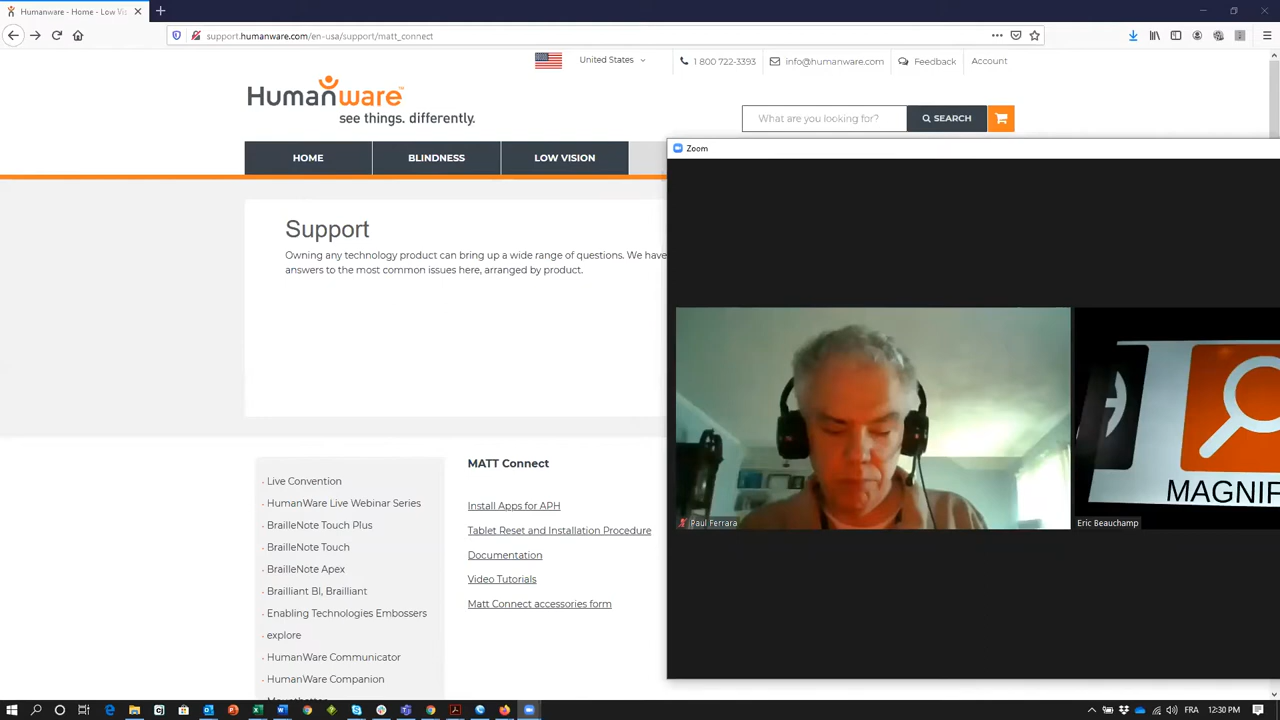 Humanware - Home - Low Vis
support.humanware.com/en-usa/support/matt_connect
United States
1 800 722-3393
info@humanware.com
Feedback
Account
Humanware
see things. differently.
What are you looking for?
SEARCH
HOME
BLINDNESS
LOW VISION
Zoom
Support
Owning any technology product can bring up a wide range of questions. We have
answers to the most common issues here, arranged by product.
MAGNIF
Paul Ferrara
Eric Beauchamp
MATT Connect
Install Apps for APH
Tablet Reset and Installation Procedure
Documentation
Video Tutorials
Matt Connect accessories form
· Live Convention
· HumanWare Live Webinar Series
· BrailleNote Touch Plus
· BrailleNote Touch
· BrailleNote Apex
· Brailliant BI, Brailliant
· Enabling Technologies Embossers
· explore
· HumanWare Communicator
· HumanWare Companion
FRA
12:30 PM